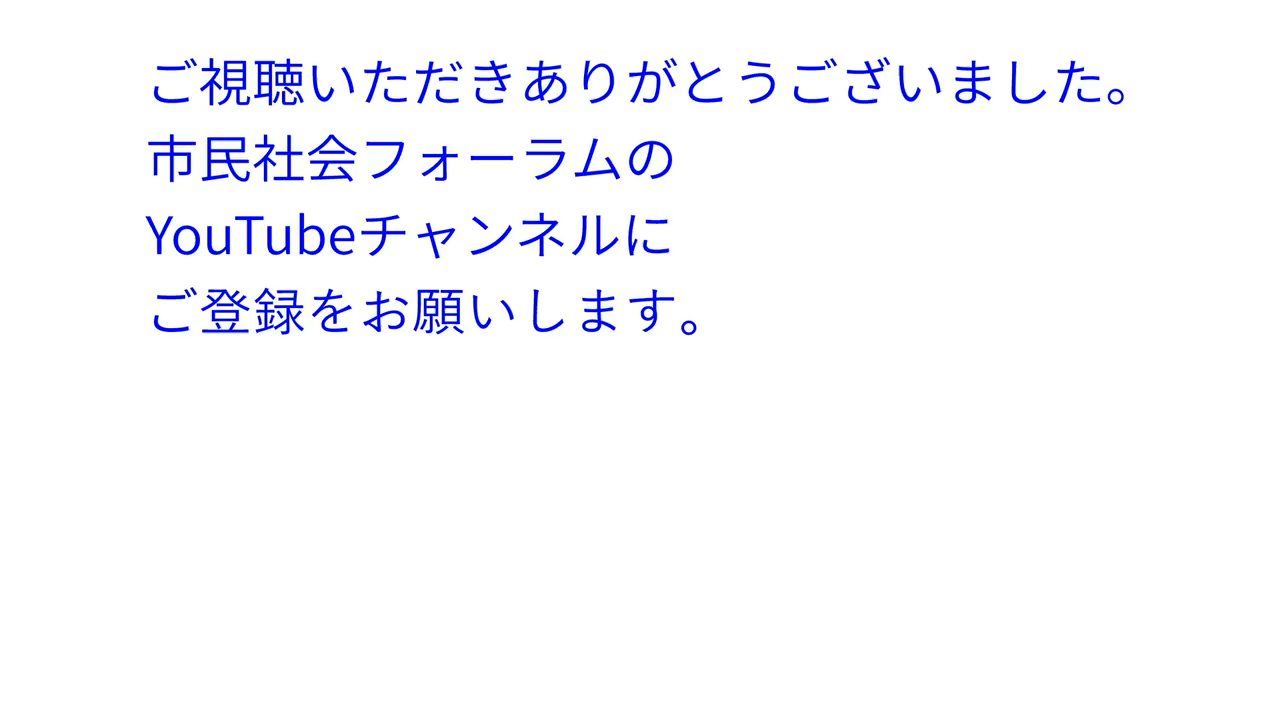 ご視聴いただきありがとうございました。
市民社会フォーラムの
YouTubeチャンネルに
ご登録をお願いします。